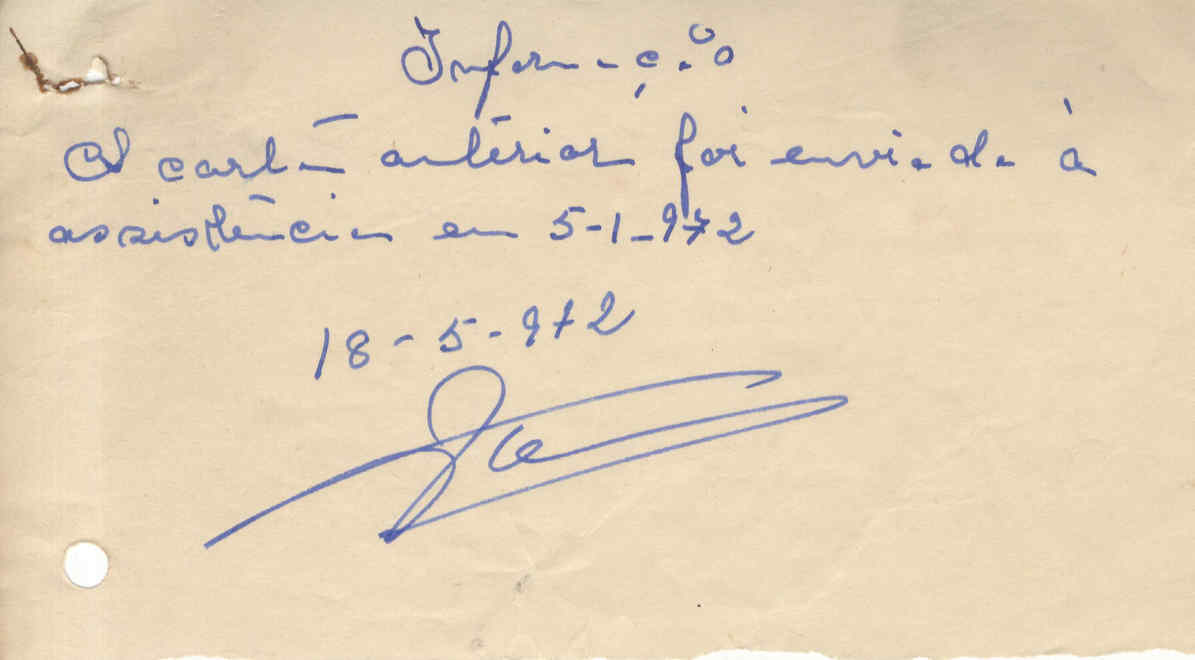 Informação
A carta anterior foi enviada à
assistência em 5-1-972
18-5-972